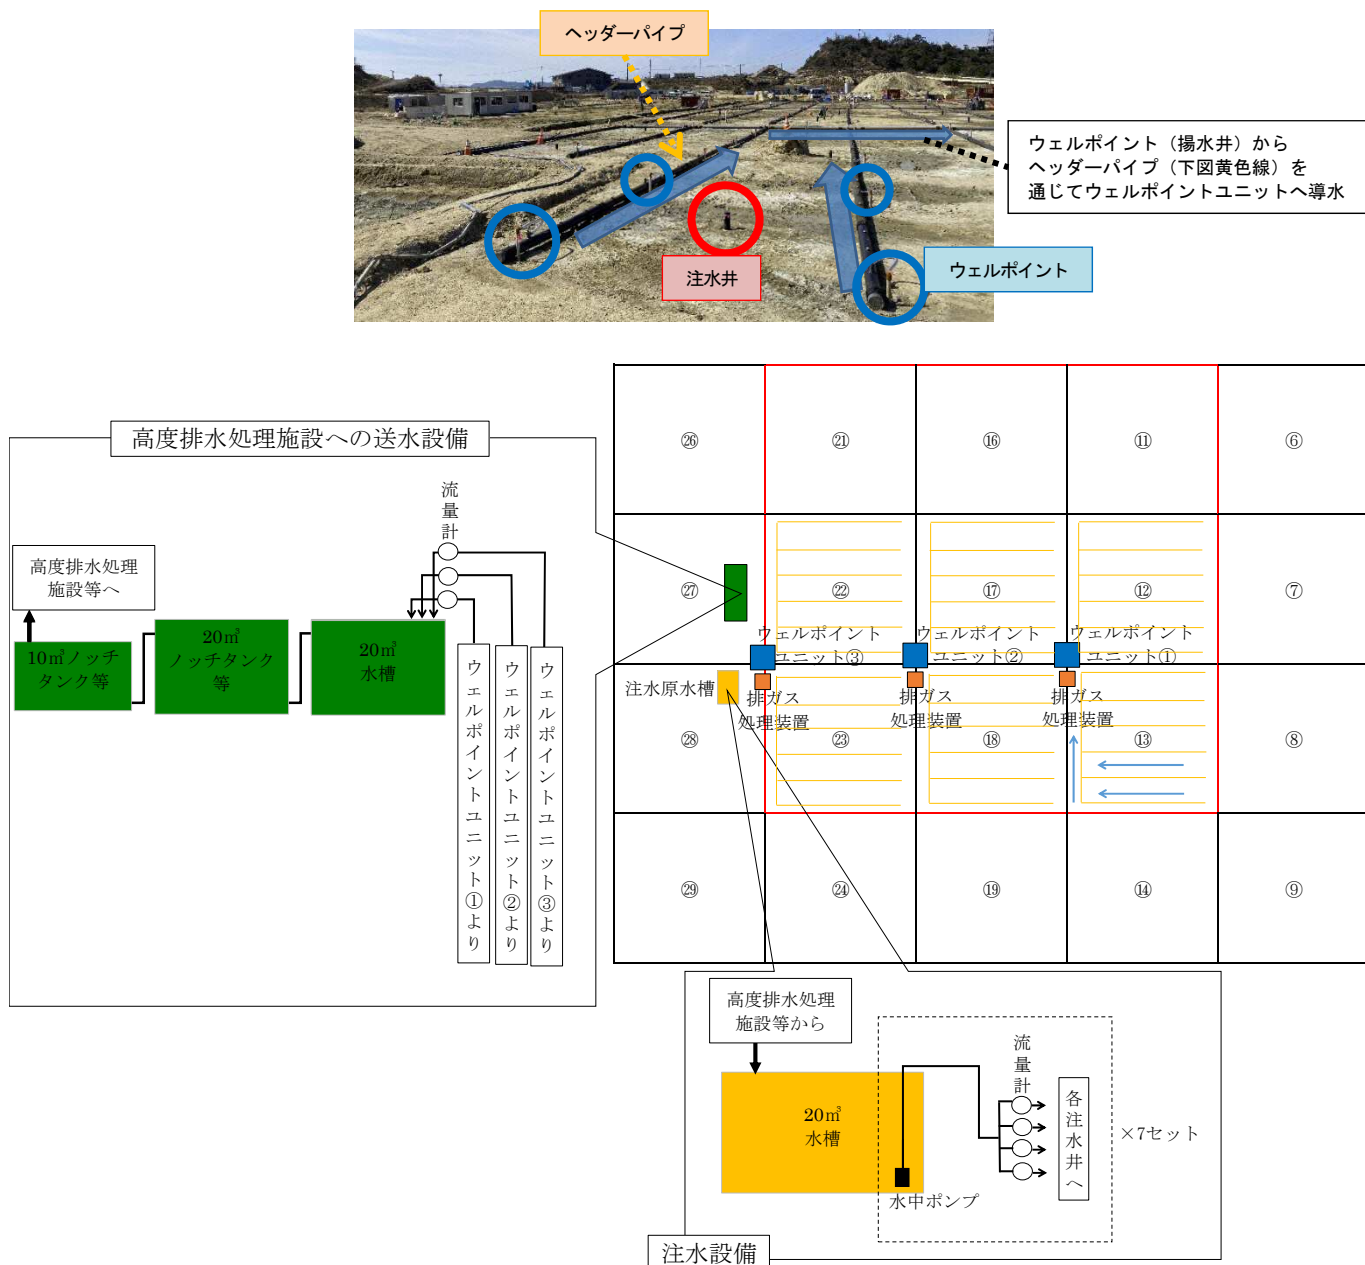 ヘッダーパイプ
ウェルポイント（揚水井）から
ヘッダーパイプ（下図黄色線）を
通じてウェルポイントユニットへ導水
注水井
ウェルポイント
高度排水処理施設への送水設備
流量計
高度排水処理
施設等へ
10㎥ノッチ
タンク等
20㎥
ノッチタンク
等
20㎥
水槽
ウェルポイントユニット①より
ウェルポイントユニット②より
ウェルポイントユニット③より
㉖
㉑
⑯
⑪
⑥
㉗
㉒
⑰
⑫
⑦
ウェルポイント
ユニット③
ウェルポイント
ユニット②
ウェルポイント
ユニット①
注水原水槽
排ガス
処理装置
排ガス
処理装置
排ガス
処理装置
㉘
㉓
⑱
⑬
⑧
㉙
㉔
⑲
⑭
⑨
高度排水処理
施設等から
20㎥
水槽
水中ポンプ
流量計
各注水井へ
×7セット
注水設備